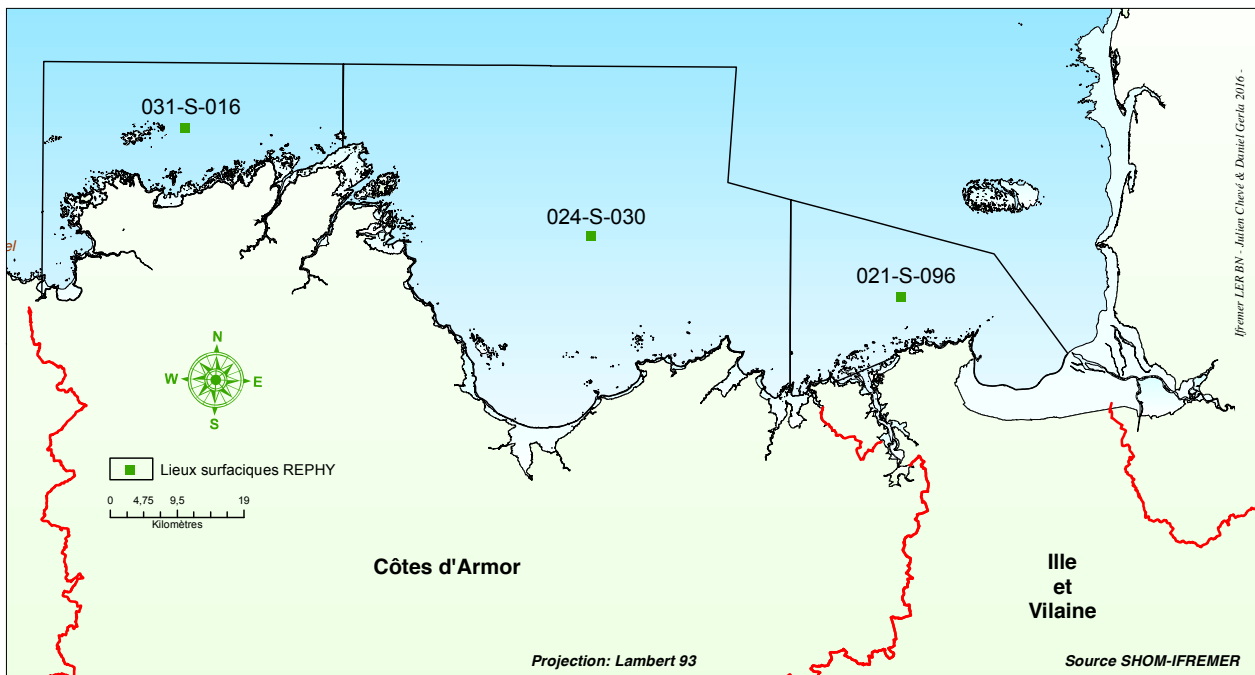 031-S-016
024-S-030
021-S-096
el
N
W E
S
Lieux surfaciques REPHY
0 4,75 9,5 19
Kilomètres
Côtes d'Armor
Ille
et
Vilaine
Projection: Lambert 93
Source SHOM-IFREMER
Ifremer LER BN - Julien Chevé & Daniel Gerla 2016 -